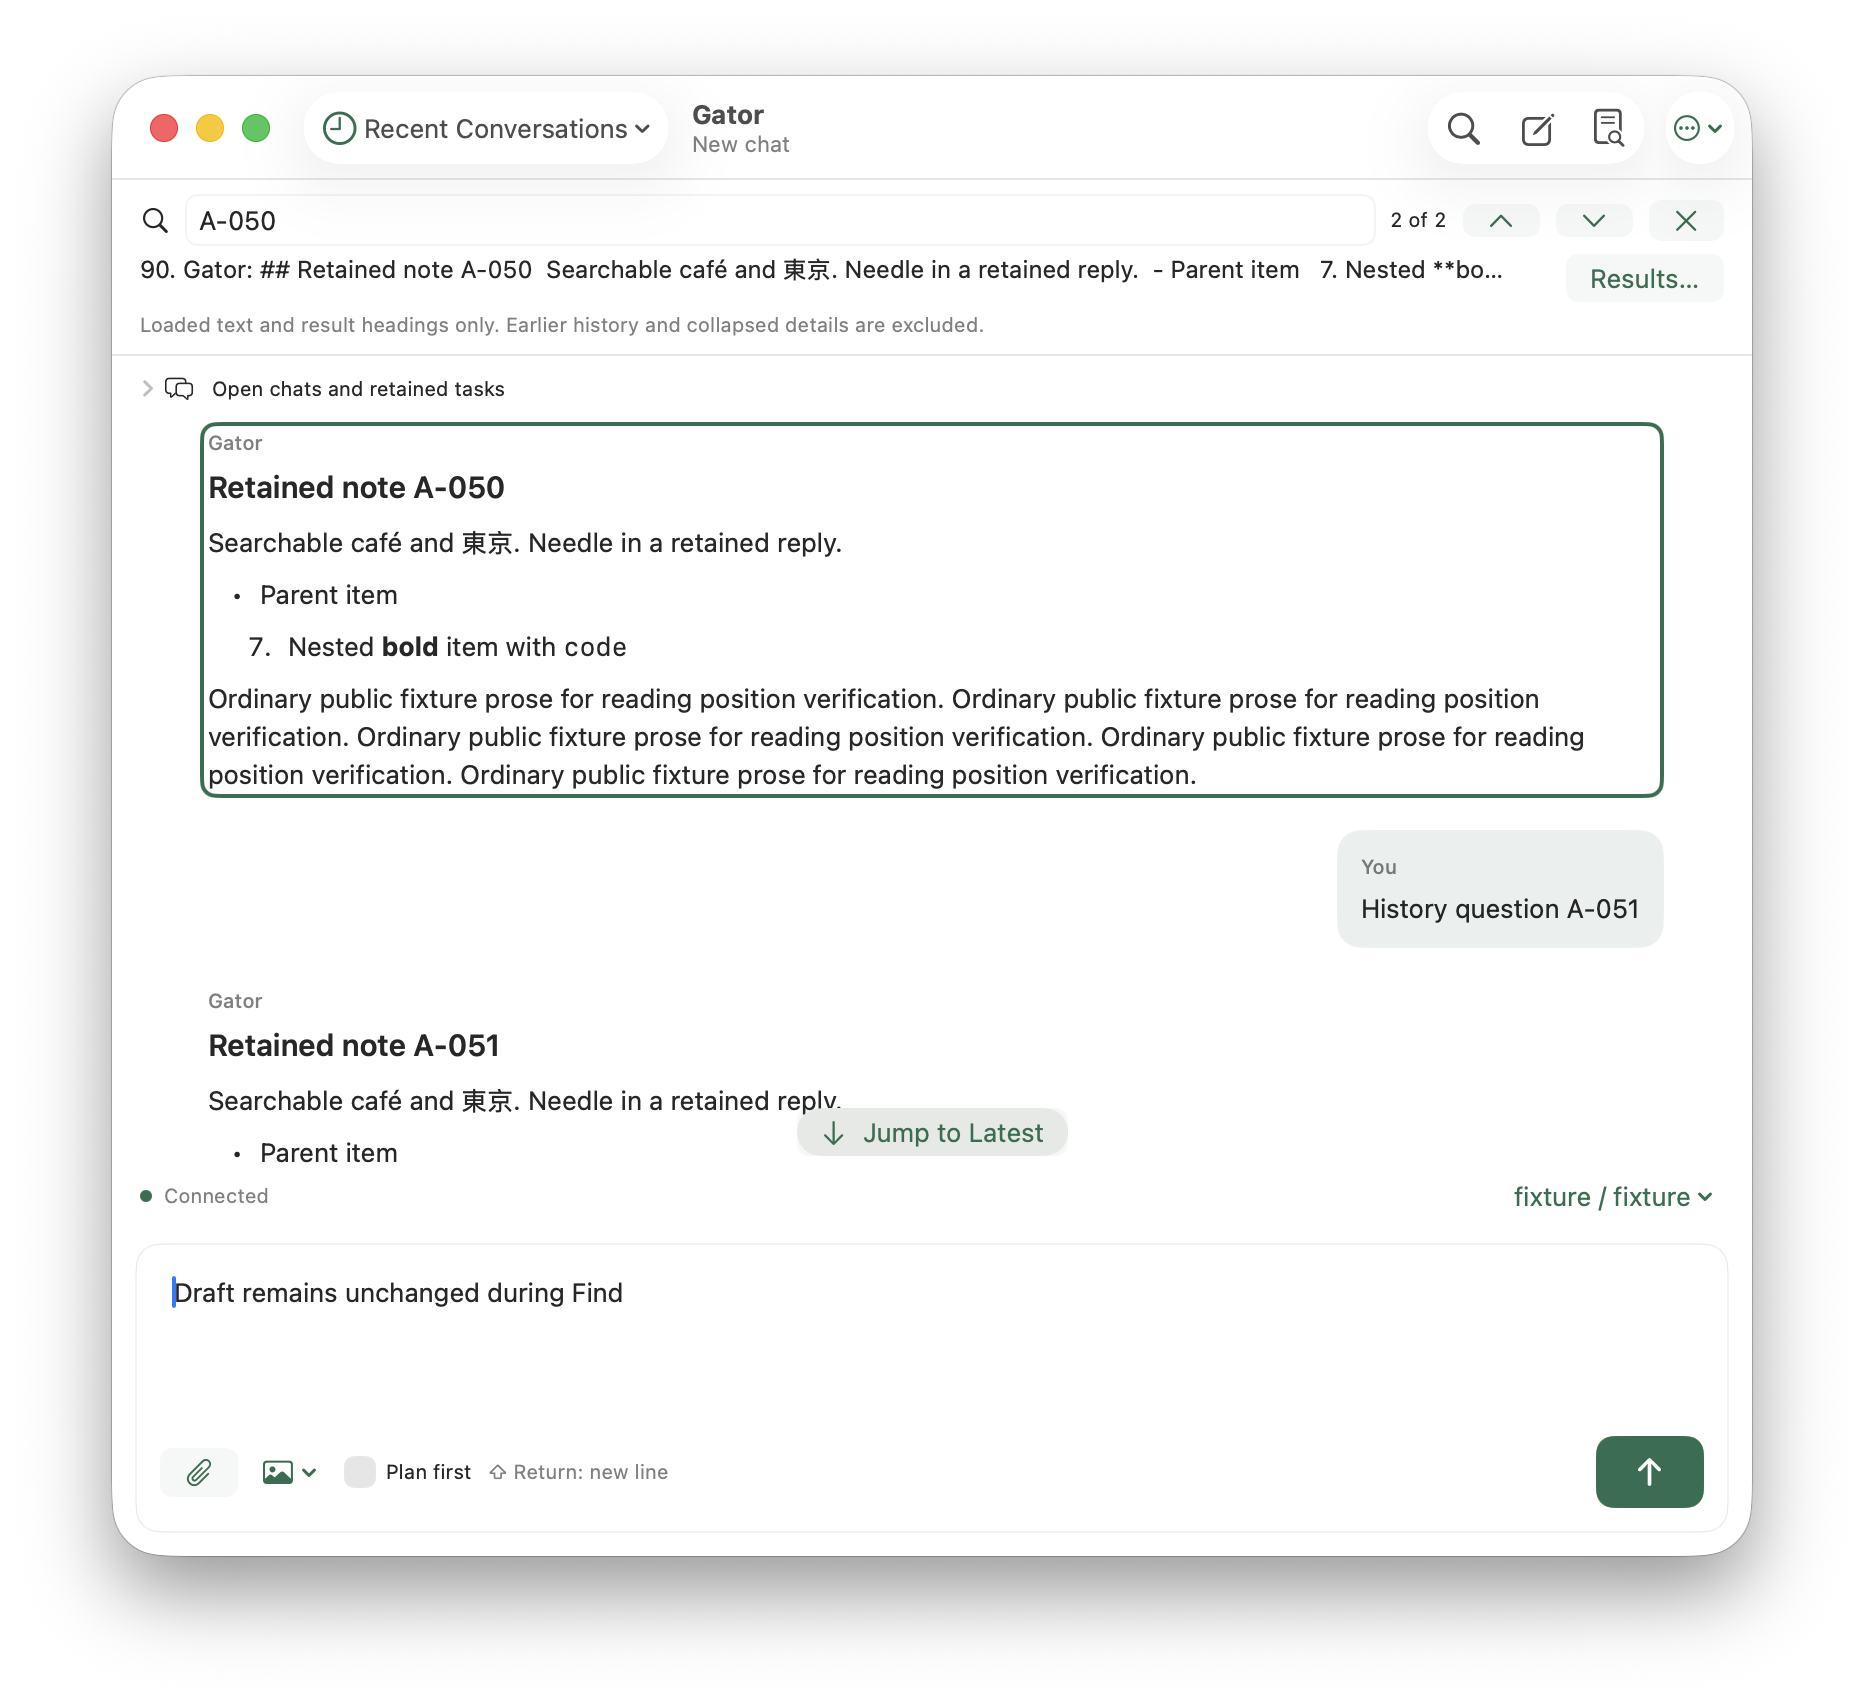 Recent Conversations
Gator
New chat
A-050
2 of 2
90. Gator: ## Retained note A-050  Searchable café and 東京. Needle in a retained reply.  - Parent item   7. Nested **bo...
Results...
Loaded text and result headings only. Earlier history and collapsed details are excluded.
Open chats and retained tasks
Gator
Retained note A-050
Searchable café and 東京. Needle in a retained reply.
• Parent item
7. Nested bold item with code
Ordinary public fixture prose for reading position verification. Ordinary public fixture prose for reading position
verification. Ordinary public fixture prose for reading position verification. Ordinary public fixture prose for reading
position verification. Ordinary public fixture prose for reading position verification.
You
History question A-051
Gator
Retained note A-051
Searchable café and 東京. Needle in a retained reply.
• Parent item
Jump to Latest
Connected
fixture / fixture
Draft remains unchanged during Find
Plan first
⇧ Return: new line